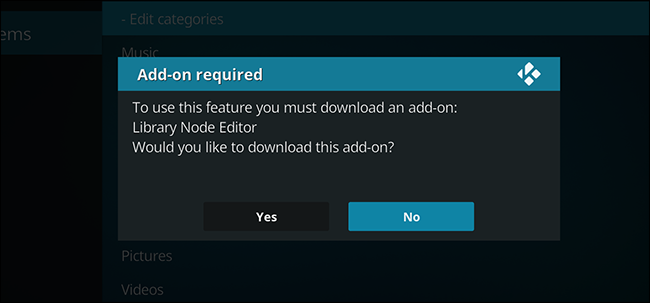 ems
- Edit categories
Music
Add-on required
To use this feature you must download an add-on:
Library Node Editor
Would you like to download this add-on?
Yes
No
Pictures
Videos